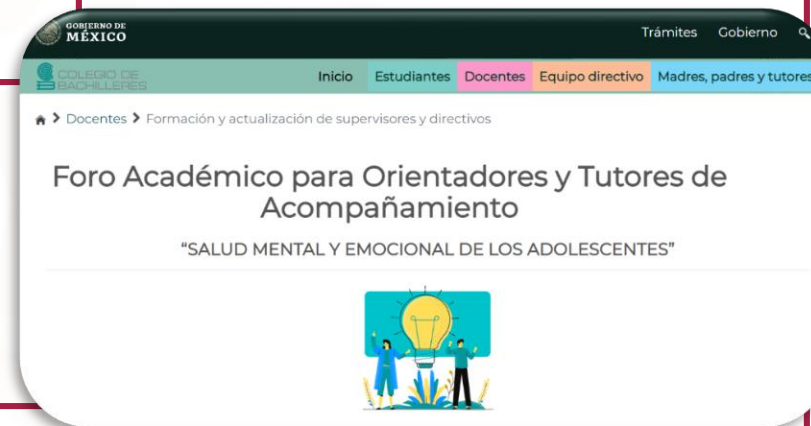 GOBIERNO DE
MÉXICO
Trámites Gobierno
COLEGIO DE
BACHILLERES
Inicio Estudiantes Docentes Equipo directivo Madres, padres y tutores
Docentes > Formación y actualización de supervisores y directivos
Foro Académico para Orientadores y Tutores de
Acompañamiento
“SALUD MENTAL Y EMOCIONAL DE LOS ADOLESCENTES”